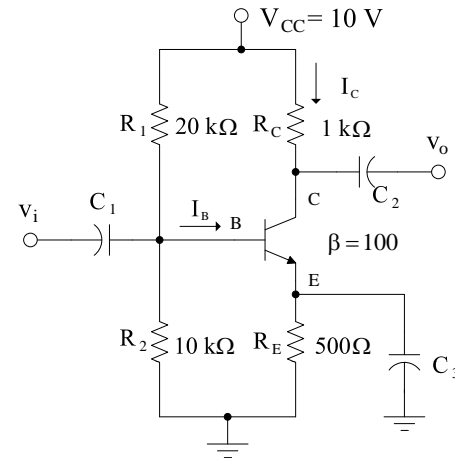 V_CC = 10 V
I_C
R_1 20 kΩ R_C 1 kΩ
v_o
C
C_2
v_i
C_1
I_B B
β = 100
E
R_2 10 kΩ R_E 500Ω
C_3